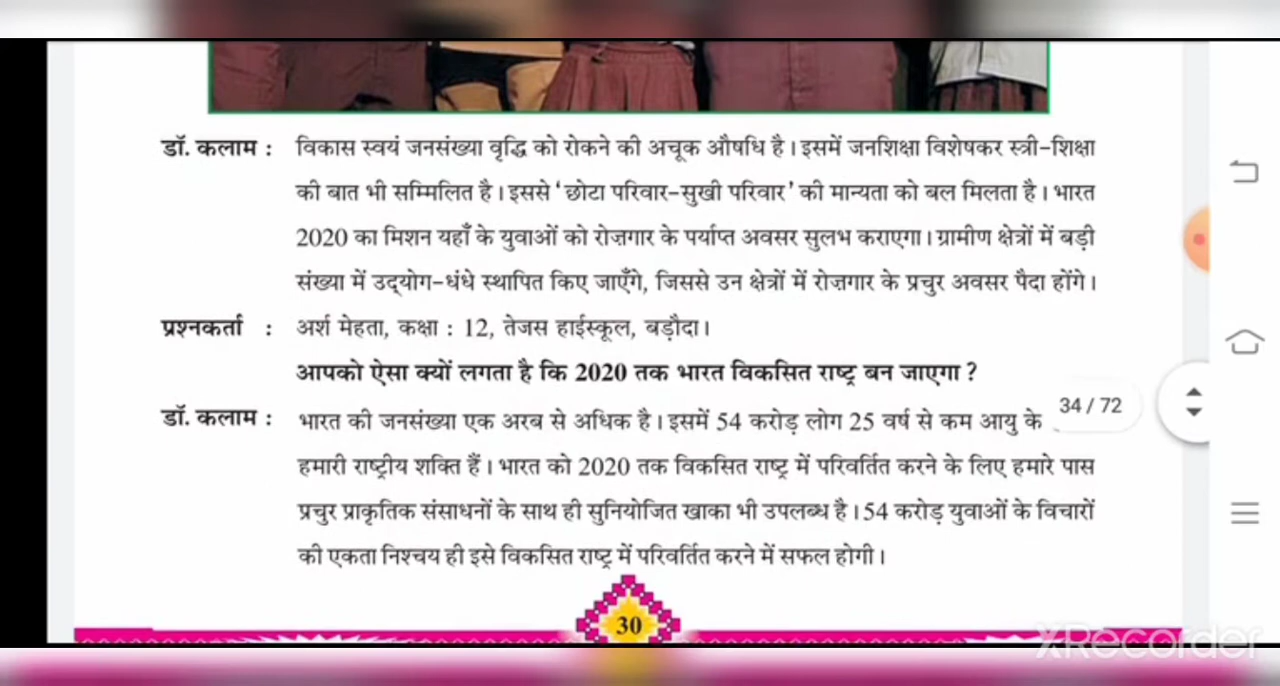 डॉ. कलाम : विकास स्वयं जनसंख्या वृद्धि को रोकने की अचूक औषधि है। इसमें जनशिक्षा विशेषकर स्त्री-शिक्षा
की बात भी सम्मिलित है। इससे ‘छोटा परिवार-सुखी परिवार’ की मान्यता को बल मिलता है। भारत
2020 का मिशन यहाँ के युवाओं को रोज़गार के पर्याप्त अवसर सुलभ कराएगा। ग्रामीण क्षेत्रों में बड़ी
संख्या में उद्योग-धंधे स्थापित किए जाएँगे, जिससे उन क्षेत्रों में रोज़गार के प्रचुर अवसर पैदा होंगे।
प्रश्नकर्ता : अर्श मेहता, कक्षा : 12, तेजस हाईस्कूल, बड़ौदा।
आपको ऐसा क्यों लगता है कि 2020 तक भारत विकसित राष्ट्र बन जाएगा ?
34 / 72
डॉ. कलाम : भारत की जनसंख्या एक अरब से अधिक है। इसमें 54 करोड़ लोग 25 वर्ष से कम आयु के
हमारी राष्ट्रीय शक्ति हैं। भारत को 2020 तक विकसित राष्ट्र में परिवर्तित करने के लिए हमारे पास
प्रचुर प्राकृतिक संसाधनों के साथ ही सुनियोजित खाका भी उपलब्ध है। 54 करोड़ युवाओं के विचारों
की एकता निश्चय ही इसे विकसित राष्ट्र में परिवर्तित करने में सफल होगी।
30
XRecorder